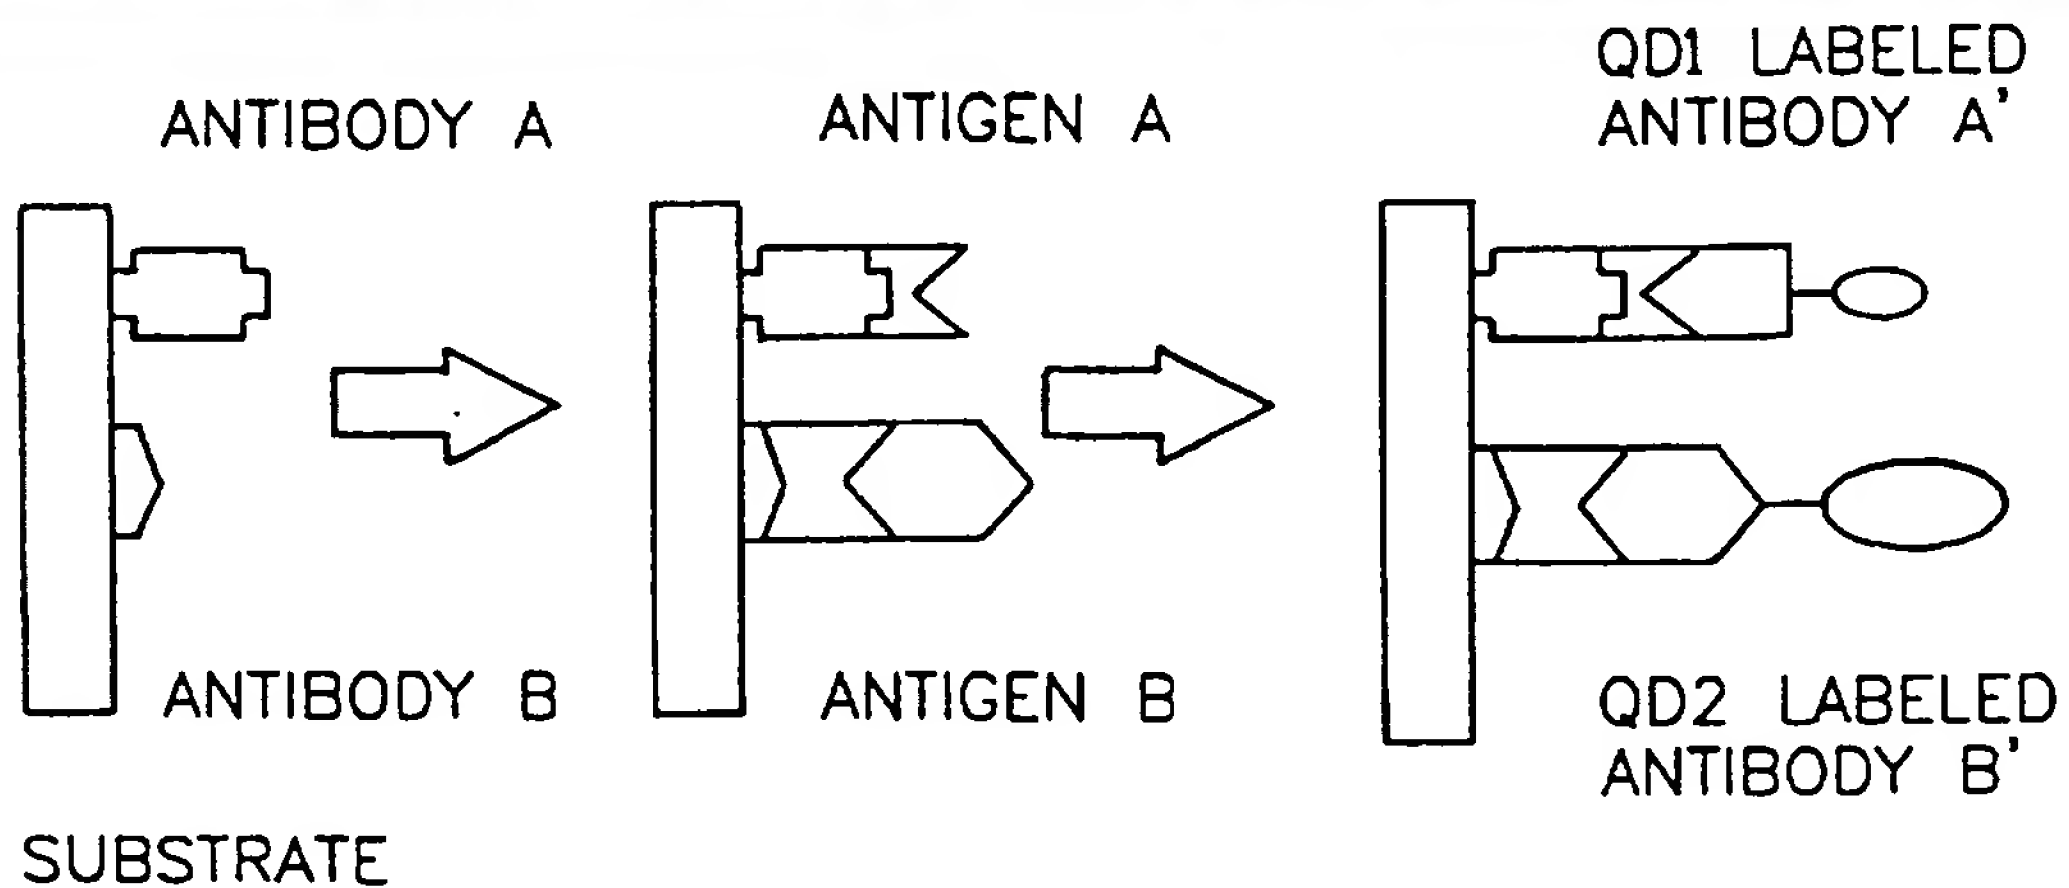 ANTIBODY A
ANTIGEN A
QD1 LABELED
ANTIBODY A'
ANTIBODY B
ANTIGEN B
QD2 LABELED
ANTIBODY B'
SUBSTRATE